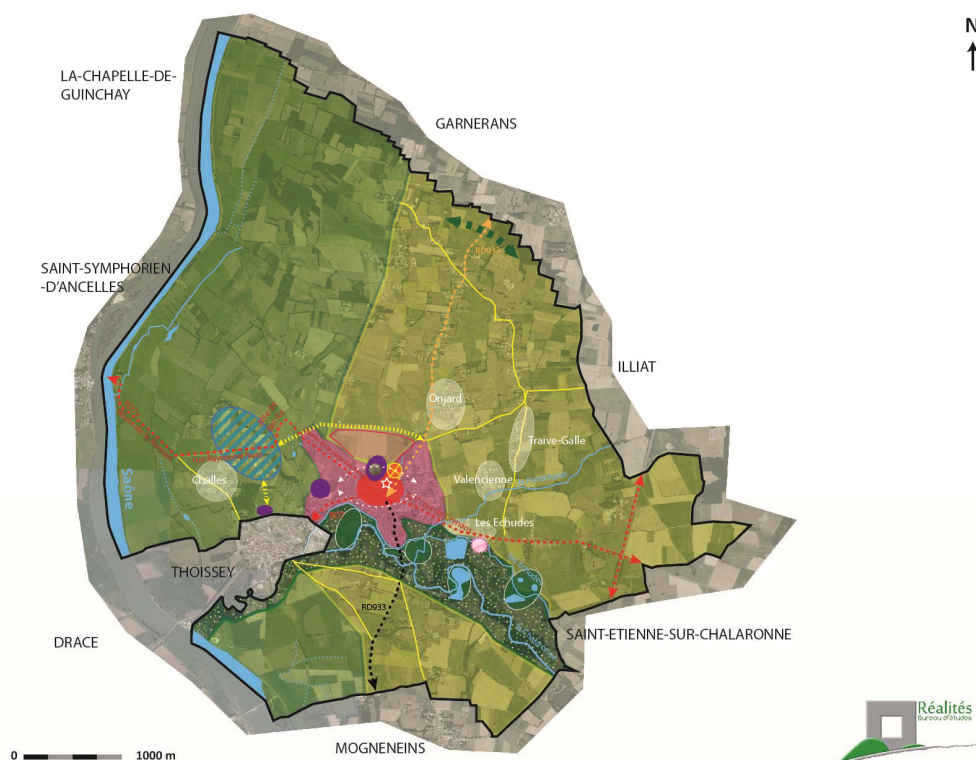 N
LA-CHAPELLE-DE-
GUINCHAY
GARNERANS
RD933
SAINT-SYMPHORIEN
-D'ANCELLES
ILLIAT
Onjard
Traive-Galle
Challes
Valencienne
Saône
Les Echudes
THOISSEY
RD933
DRACE
SAINT-ETIENNE-SUR-CHALARONNE
MOGNENEINS
0
1000 m
Réalités
Bureau d'études